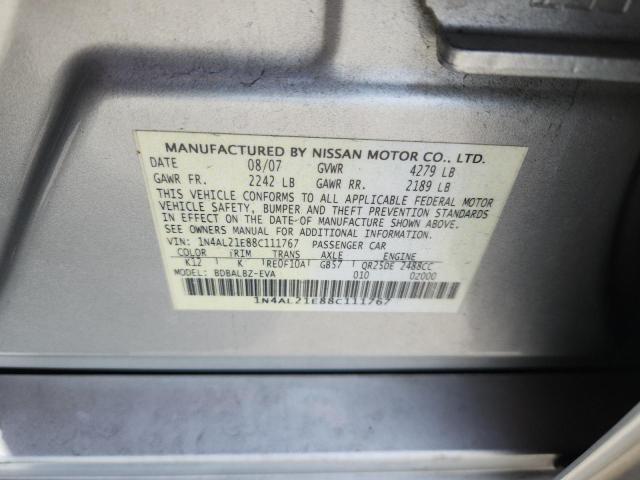 MANUFACTURED BY NISSAN MOTOR CO., LTD.
DATE 08/07 GVWR 4279 LB
GAWR FR. 2242 LB GAWR RR. 2189 LB
THIS VEHICLE CONFORMS TO ALL APPLICABLE FEDERAL MOTOR
VEHICLE SAFETY, BUMPER AND THEFT PREVENTION STANDARDS
IN EFFECT ON THE DATE OF MANUFACTURE SHOWN ABOVE.
SEE OWNERS MANUAL FOR ADDITIONAL INFORMATION.
VIN: 1N4AL21E88C111767 PASSENGER CAR
COLOR TRIM TRANS AXLE ENGINE
K12 K RE0F10A GB57 QR25DE 2488CC
MODEL: BDBALBZ-EVA 010 0Z000
1N4AL21E88C111767